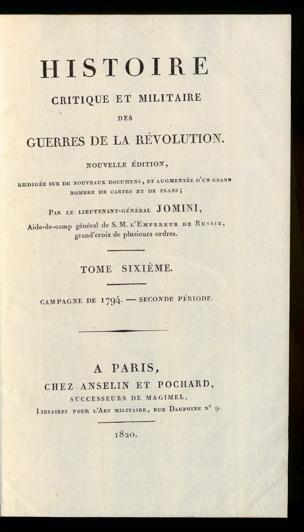 HISTOIRE
CRITIQUE ET MILITAIRE
DES
GUERRES DE LA RÉVOLUTION.
NOUVELLE ÉDITION,
REDIGÉE SUR DE NOUVEAUX DOCUMENS, ET AUGMENTÉE D'UN GRAND
NOMBRE DE CARTES ET DE PLANS;
PAR LE LIEUTENANT-GÉNÉRAL JOMINI,
Aide-de-camp général de S. M. L'EMPEREUR DE RUSSIE,
grand'croix de plusieurs ordres.
TOME SIXIÈME.
CAMPAGNE DE 1794. — SECONDE PÉRIODE.
A PARIS,
CHEZ ANSELIN ET POCHARD,
SUCCESSEURS DE MAGIMEL,
LIBRAIRES POUR L'ART MILITAIRE, RUE DAUPHINE N° 9.
1820.